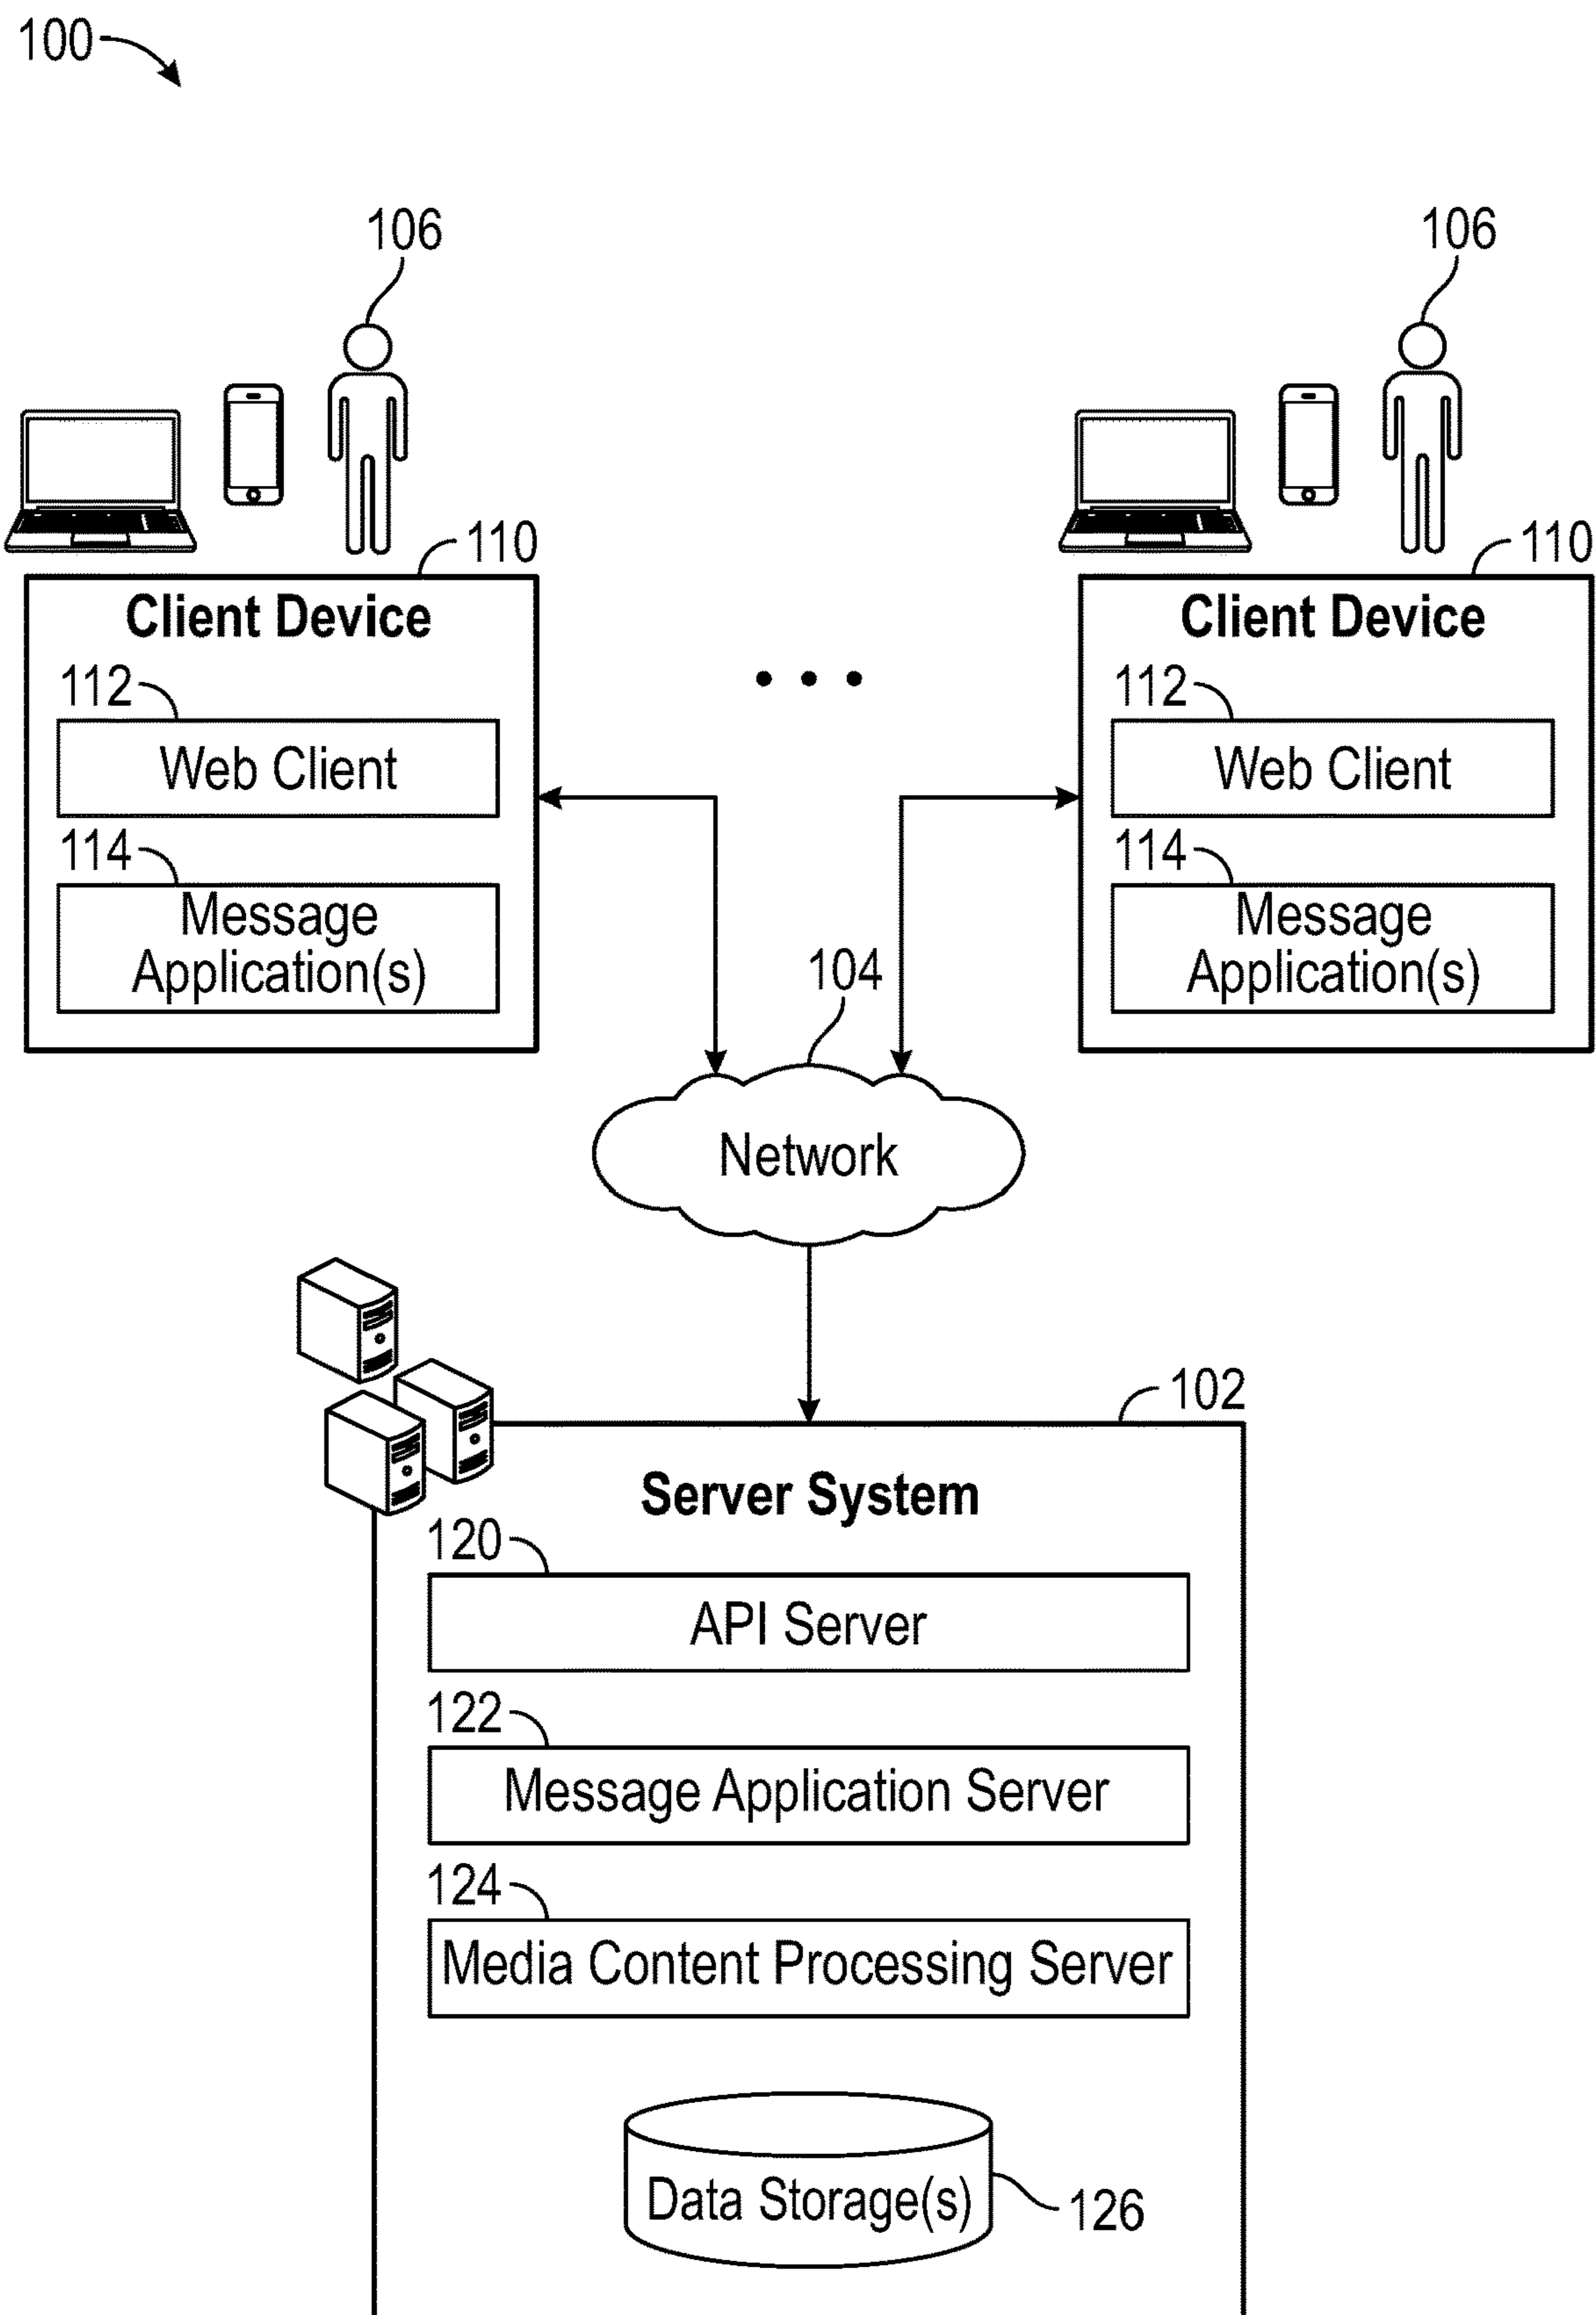 100
106
106
110
110
Client Device
Client Device
112
112
Web Client
Web Client
114
114
Message
Application(s)
Message
Application(s)
104
Network
102
Server System
120
API Server
122
Message Application Server
124
Media Content Processing Server
Data Storage(s)
126